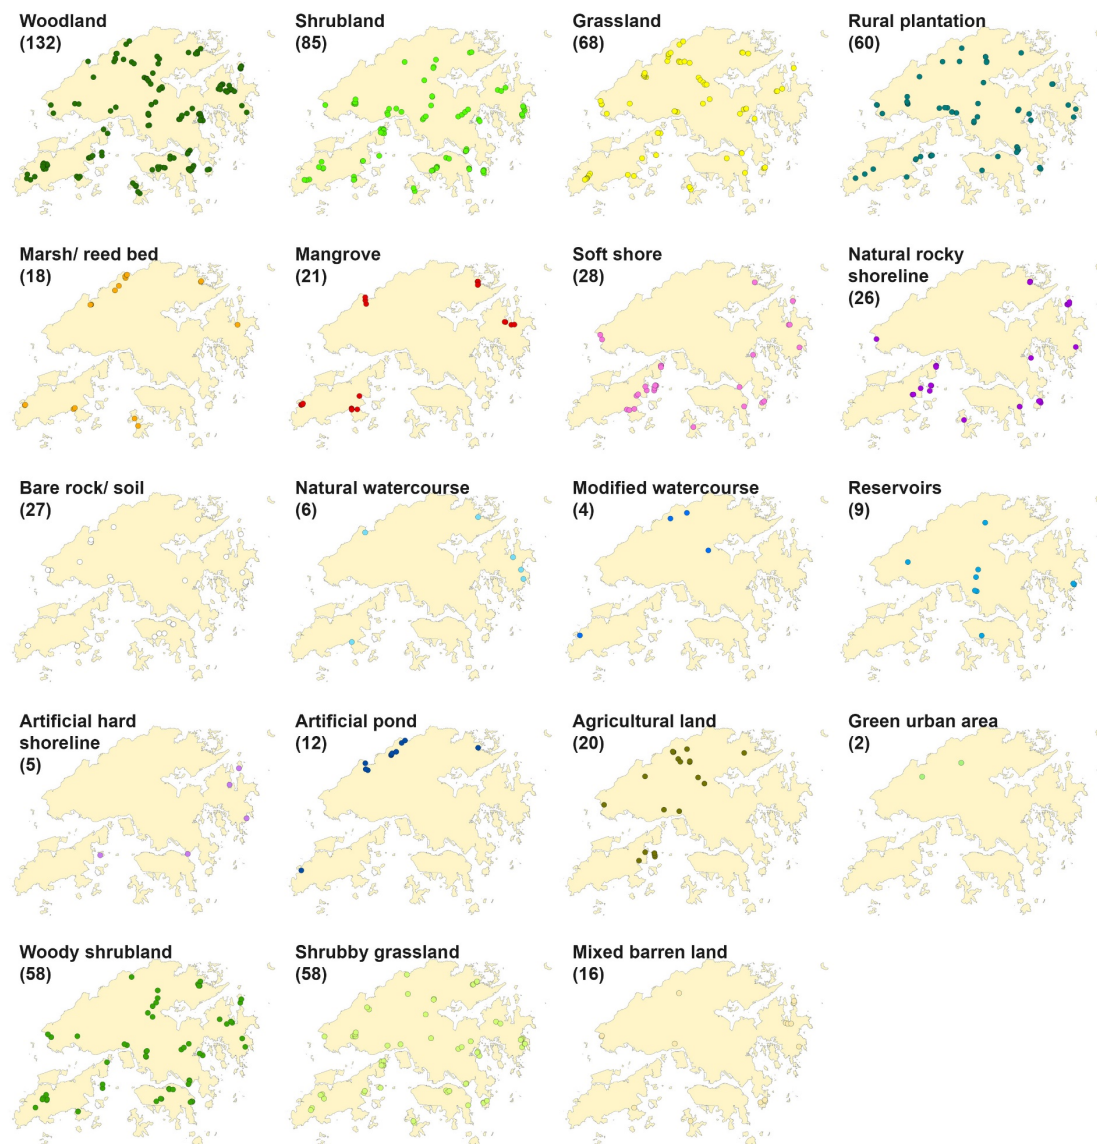 Woodland
(132)
Shrubland
(85)
Grassland
(68)
Rural plantation
(60)
Marsh/ reed bed
(18)
Mangrove
(21)
Soft shore
(28)
Natural rocky
shoreline
(26)
Bare rock/ soil
(27)
Natural watercourse
(6)
Modified watercourse
(4)
Reservoirs
(9)
Artificial hard
shoreline
(5)
Artificial pond
(12)
Agricultural land
(20)
Green urban area
(2)
Woody shrubland
(58)
Shrubby grassland
(58)
Mixed barren land
(16)